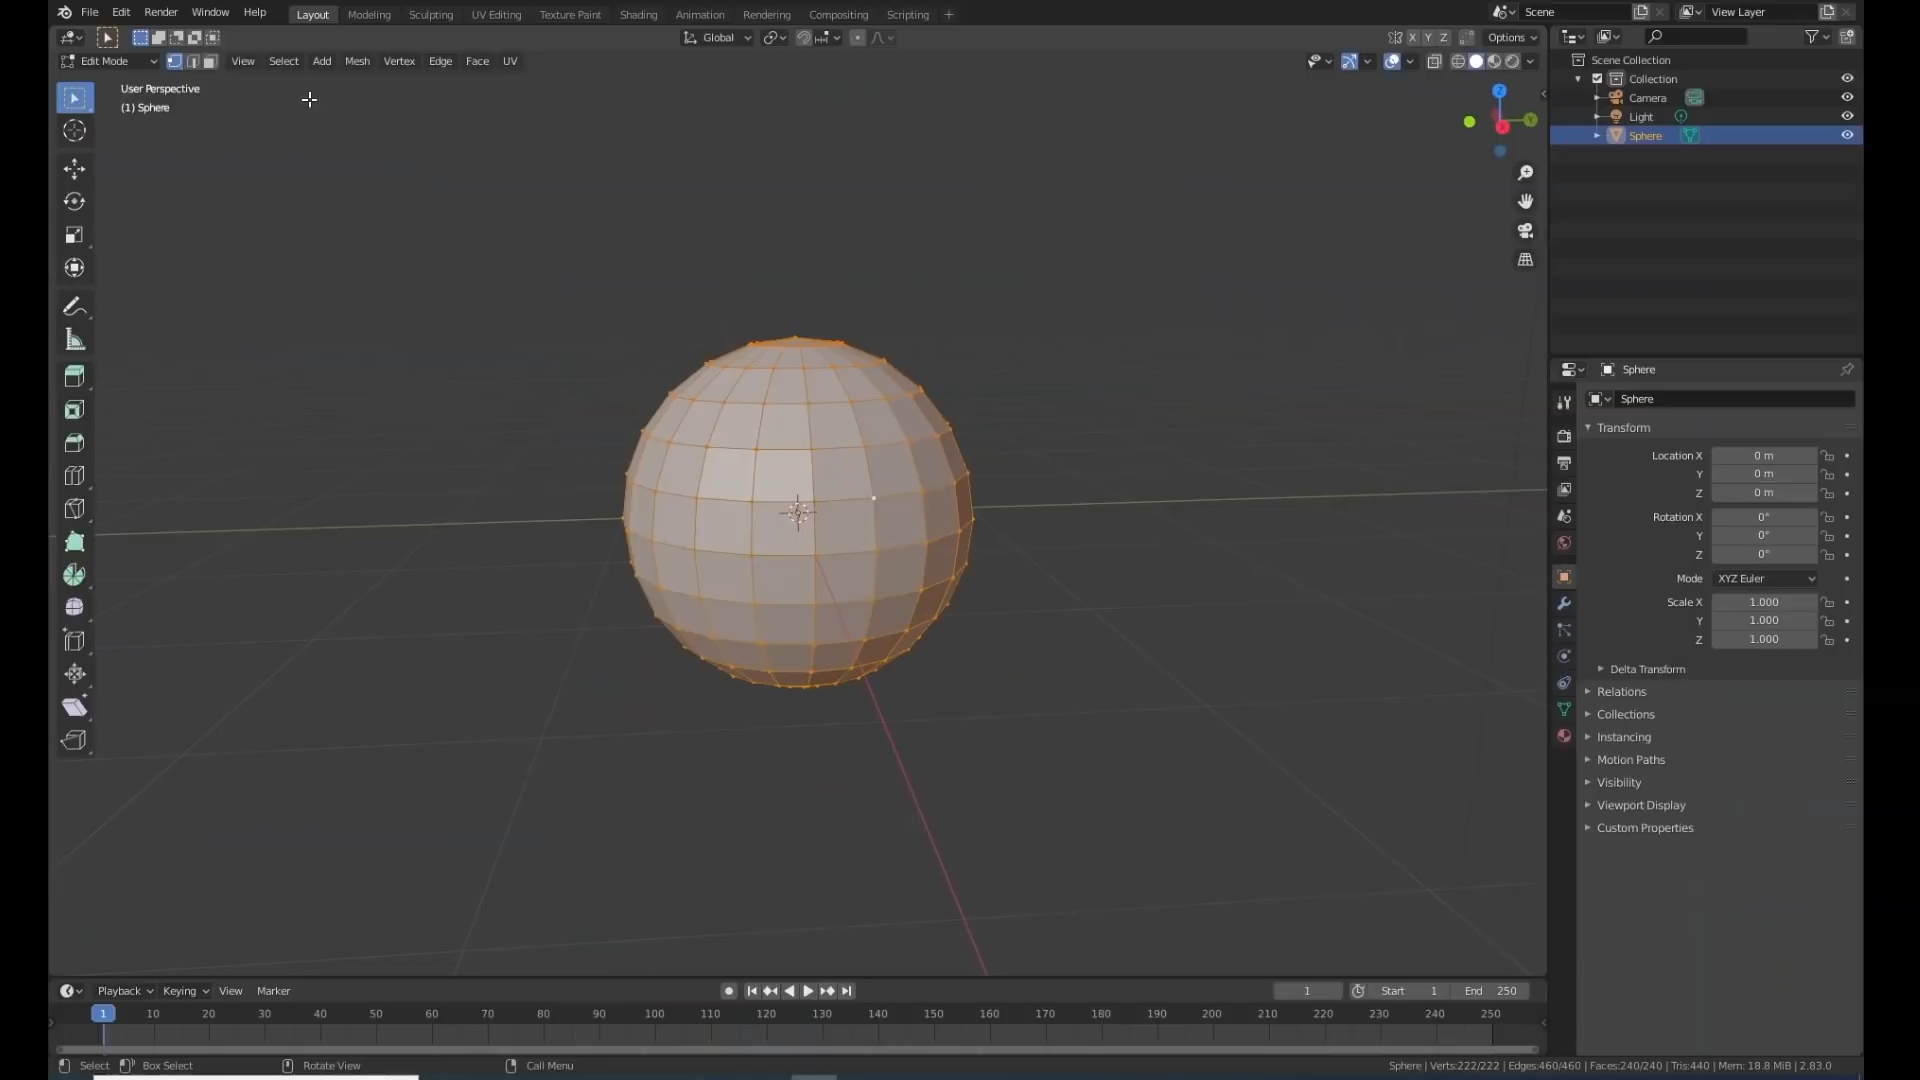 File Edit Render Window Help Layout Modeling Sculpting UV Editing Texture Paint Shading Animation Rendering Compositing Scripting + Scene View Layer
Global X Y Z Options
Edit Mode View Select Add Mesh Vertex Edge Face UV
Scene Collection
User Perspective
(1) Sphere
Collection
Camera
Light
Sphere
Z
Y
X
Sphere
Sphere
Transform
Location X 0 m
Y 0 m
Z 0 m
Rotation X 0°
Y 0°
Z 0°
Mode XYZ Euler
Scale X 1.000
Y 1.000
Z 1.000
Delta Transform
Relations
Collections
Instancing
Motion Paths
Visibility
Viewport Display
Custom Properties
Playback Keying View Marker 1 Start 1 End 250
1 10 20 30 40 50 60 70 80 90 100 110 120 130 140 150 160 170 180 190 200 210 220 230 240 250
Select Box Select Rotate View Call Menu Sphere | Verts:222/222 | Edges:460/460 | Faces:240/240 | Tris:440 | Mem: 18.8 MiB | 2.83.0